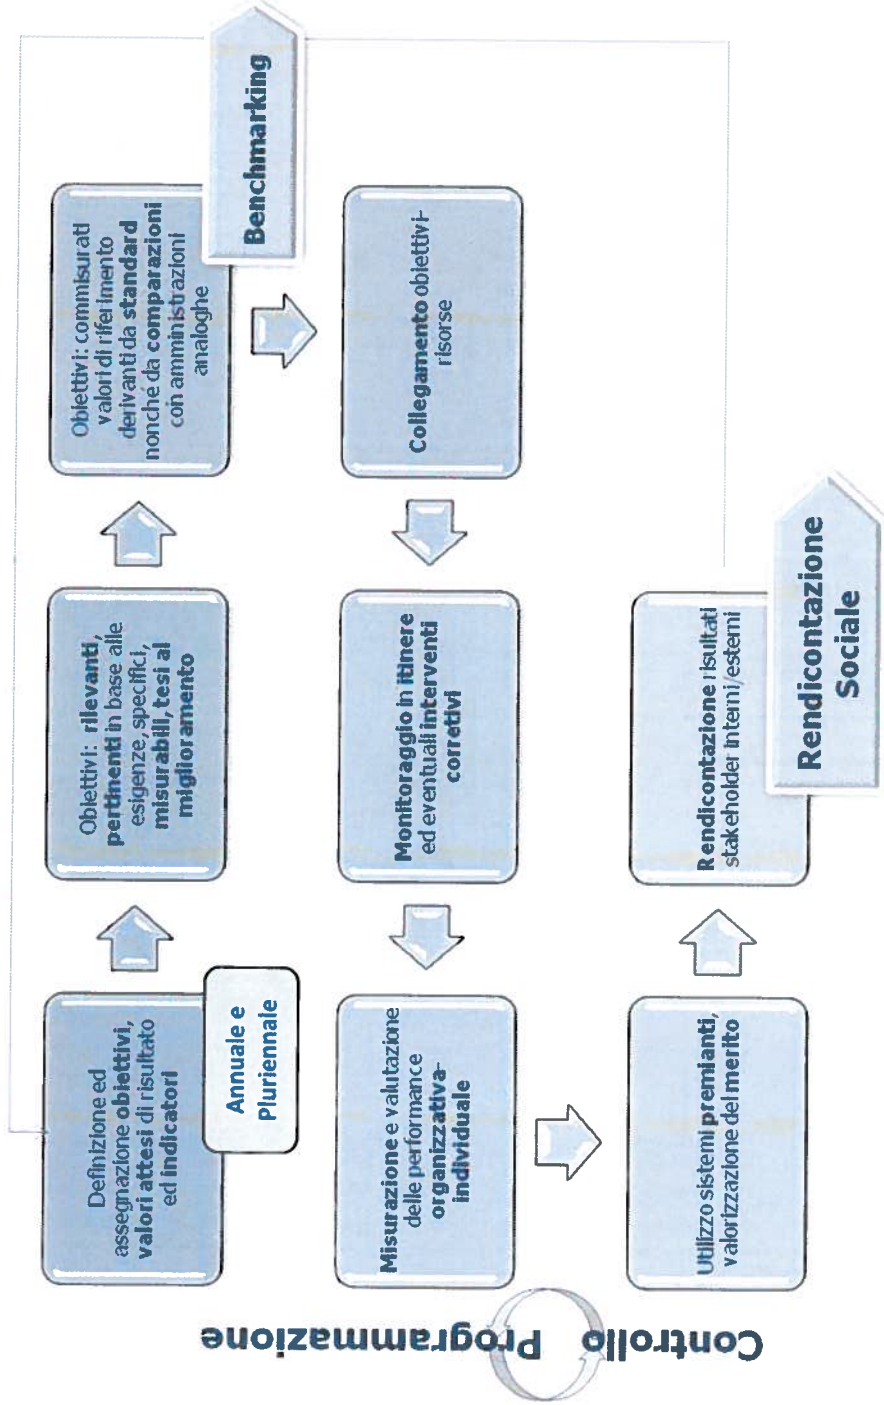 Definizione ed
assegnazione obiettivi,
valori attesi di risultato
ed indicatori
Annuale e
Pluriennale
Obiettivi: rilevanti,
pertinenti in base alle
esigenze, specifici,
misurabili, tesi al
miglioramento
Obiettivi: commisurati
valori di riferimento
derivanti da standard
nonché da comparazioni
con amministrazioni
analoghe
Benchmarking
Collegamento obiettivi-
risorse
Monitoraggio in itinere
ed eventuali interventi
corretivi
Misurazione e valutazione
delle performance
organizzativa-
individuale
Utilizzo sistemi premianti,
valorizzazione del merito
Rendicontazione risultati
stakeholder interni/esterni
Rendicontazione
Sociale
Programmazione
Controllo